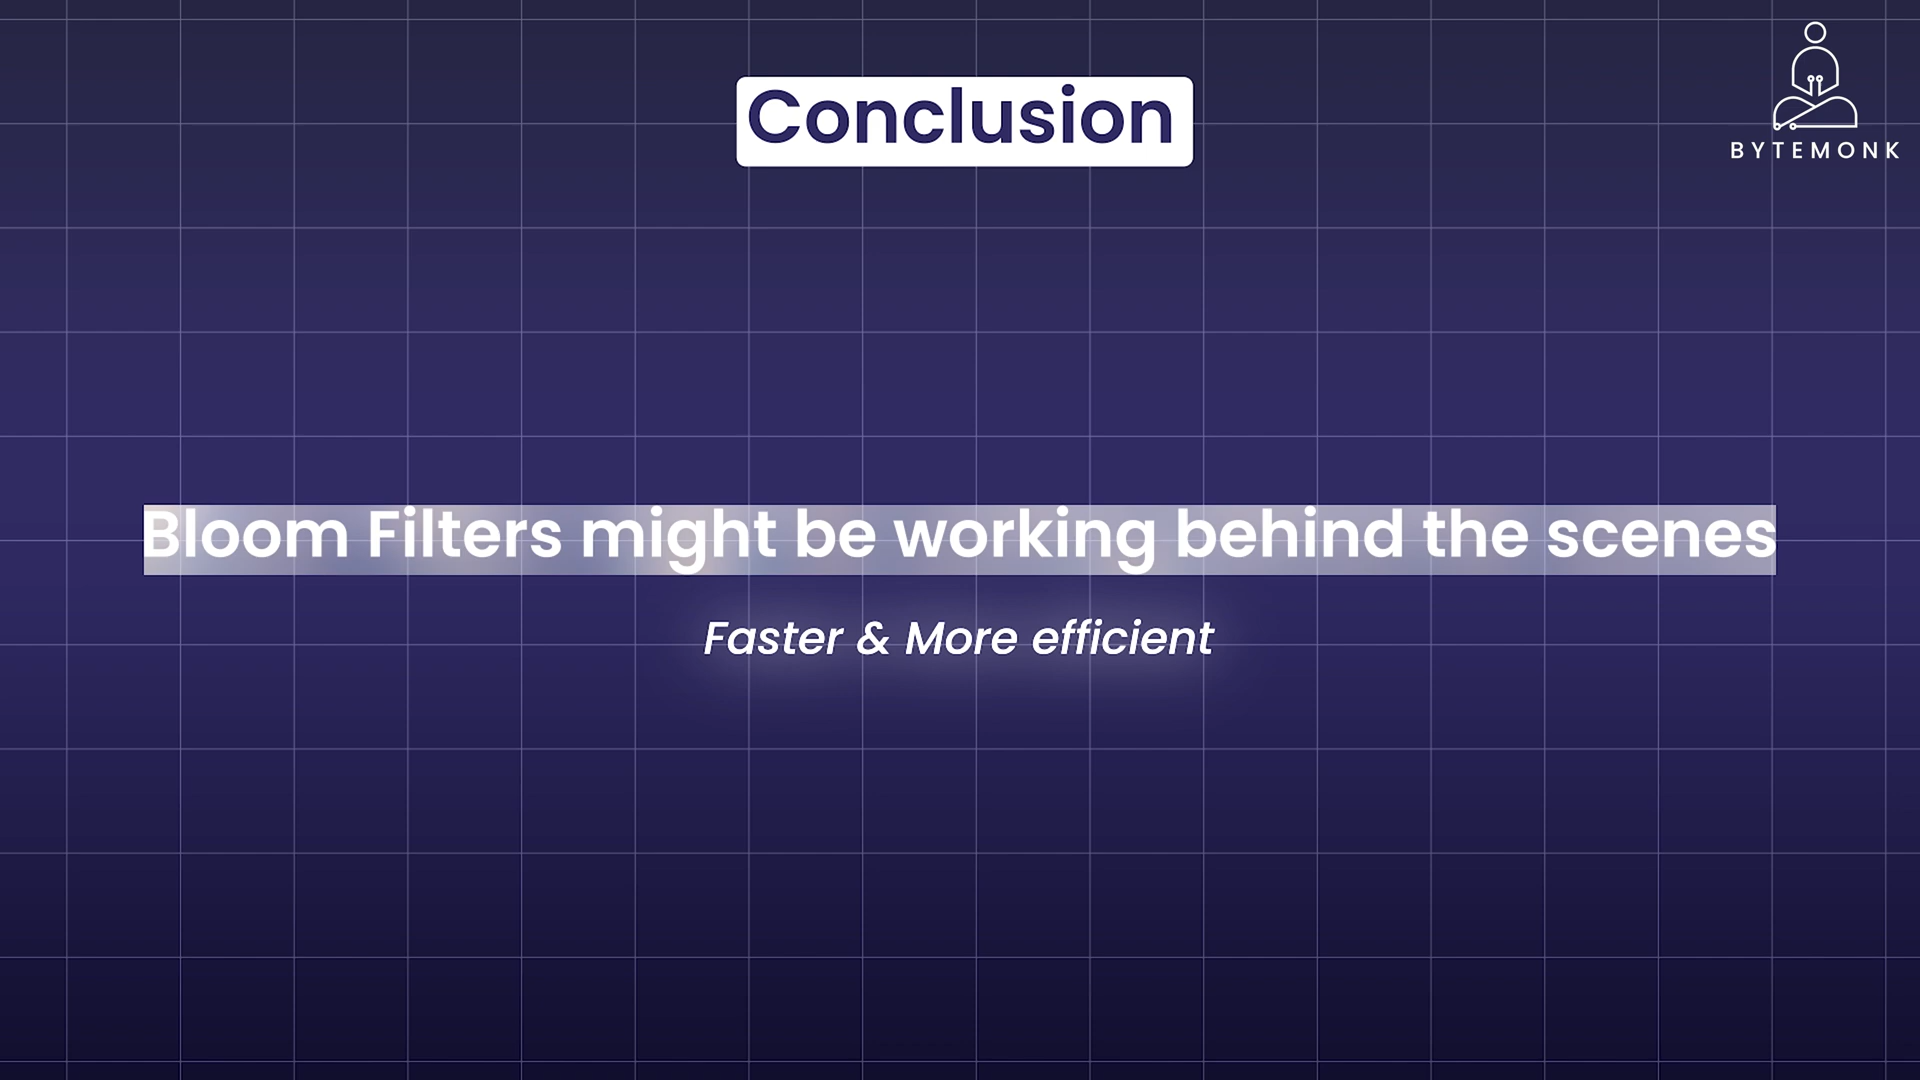 Conclusion
BYTEMONK
Bloom Filters might be working behind the scenes
Faster & More efficient